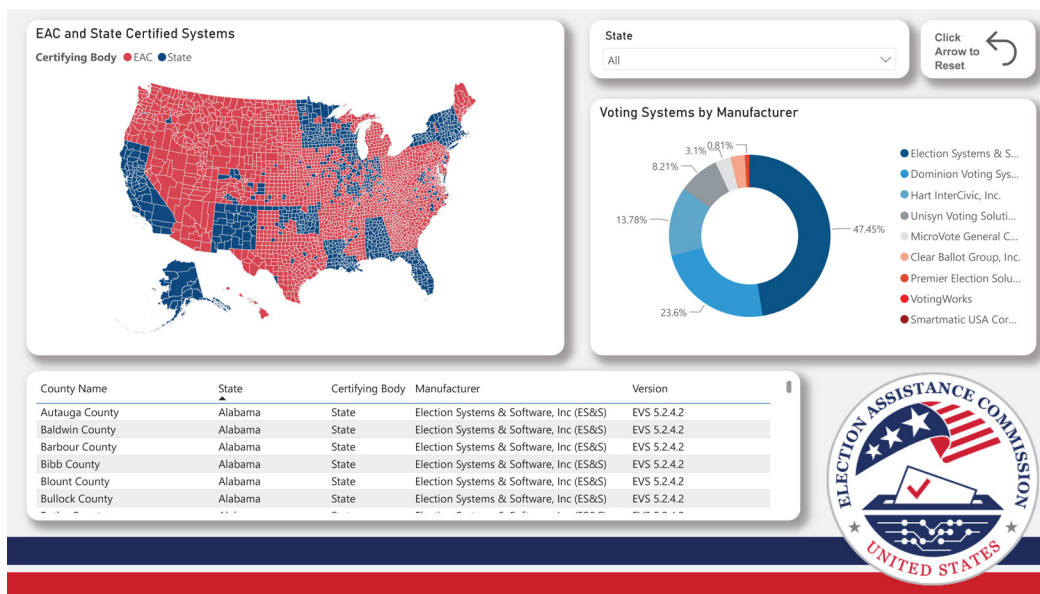 EAC and State Certified Systems
Certifying Body EAC State
State
All
Click
Arrow to
Reset
Voting Systems by Manufacturer
47.45%
23.6%
13.78%
8.21%
3.1%
0.81%
Election Systems & S...
Dominion Voting Sys...
Hart InterCivic, Inc.
Unisyn Voting Soluti...
MicroVote General C...
Clear Ballot Group, Inc.
Premier Election Solu...
VotingWorks
Smartmatic USA Cor...
County Name State Certifying Body Manufacturer Version
Autauga County Alabama State Election Systems & Software, Inc (ES&S) EVS 5.2.4.2
Baldwin County Alabama State Election Systems & Software, Inc (ES&S) EVS 5.2.4.2
Barbour County Alabama State Election Systems & Software, Inc (ES&S) EVS 5.2.4.2
Bibb County Alabama State Election Systems & Software, Inc (ES&S) EVS 5.2.4.2
Blount County Alabama State Election Systems & Software, Inc (ES&S) EVS 5.2.4.2
Bullock County Alabama State Election Systems & Software, Inc (ES&S) EVS 5.2.4.2
ELECTION ASSISTANCE COMMISSION
UNITED STATES